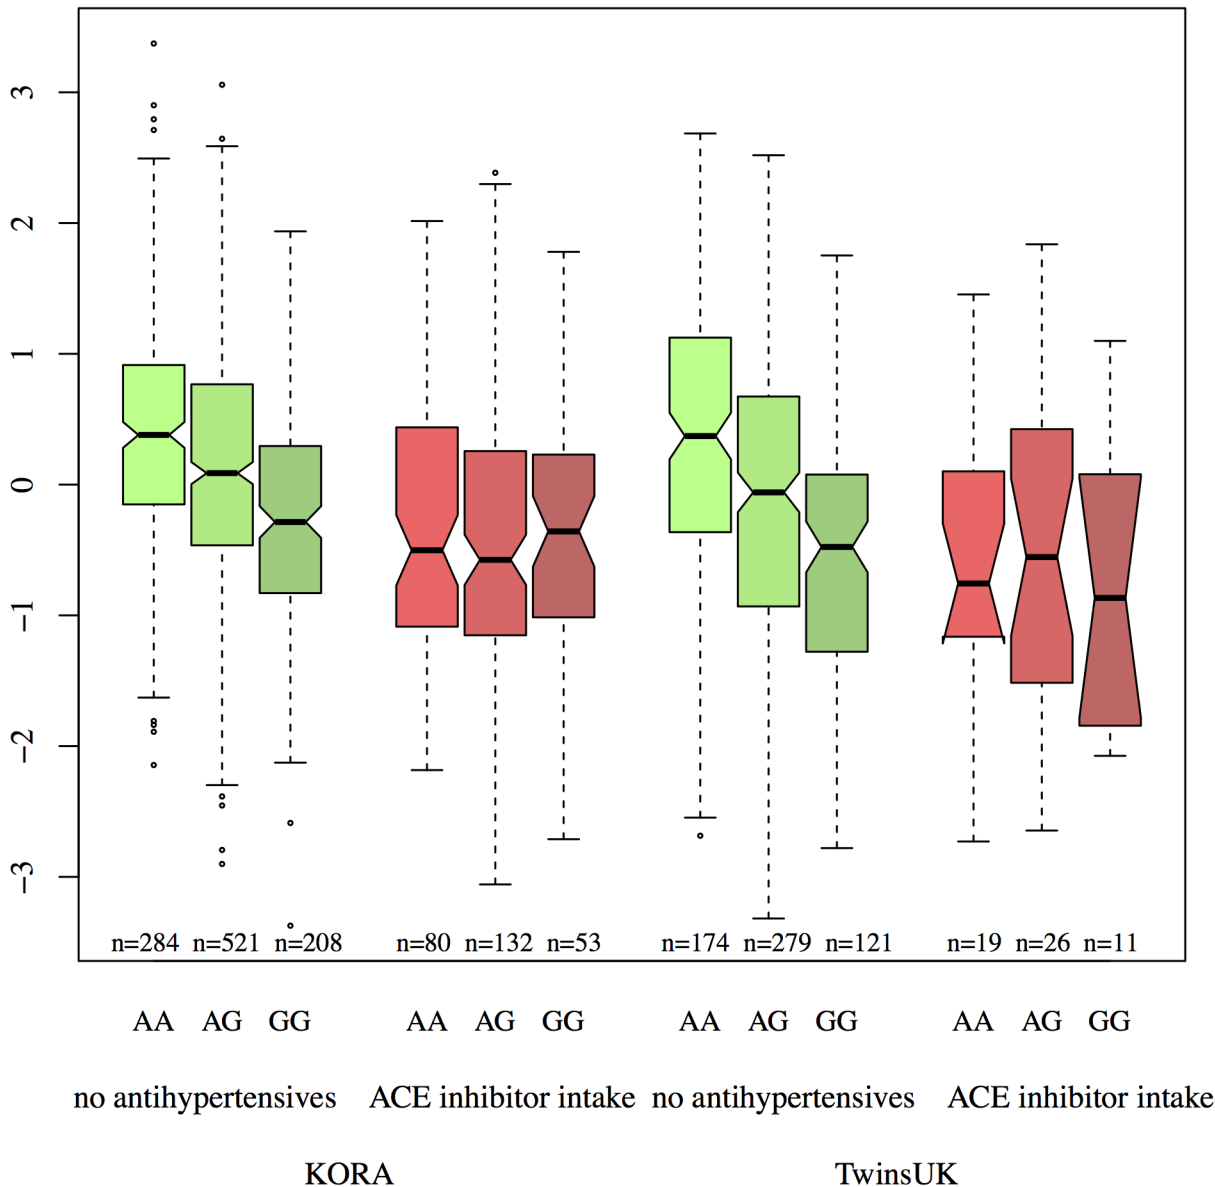 3
2
1
0
−1
−2
−3
n=284 n=521 n=208 n=80 n=132 n=53 n=174 n=279 n=121 n=19 n=26 n=11
AA AG GG AA AG GG AA AG GG AA AG GG
no antihypertensives ACE inhibitor intake no antihypertensives ACE inhibitor intake
KORA TwinsUK